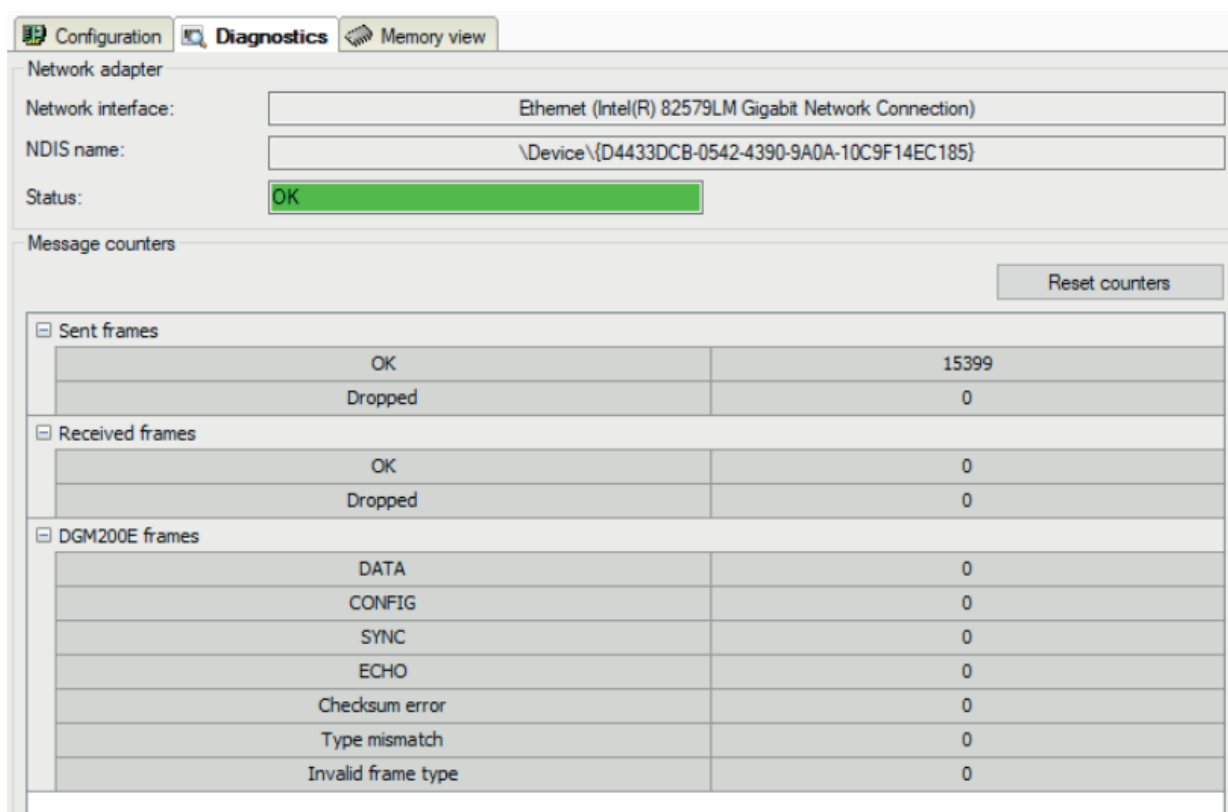 Configuration Diagnostics Memory view
Network adapter
Network interface: Ethernet (Intel(R) 82579LM Gigabit Network Connection)
NDIS name: \Device\{D4433DCB-0542-4390-9A0A-10C9F14EC185}
Status: OK
Message counters
Reset counters
Sent frames
OK 15399
Dropped 0
Received frames
OK 0
Dropped 0
DGM200E frames
DATA 0
CONFIG 0
SYNC 0
ECHO 0
Checksum error 0
Type mismatch 0
Invalid frame type 0